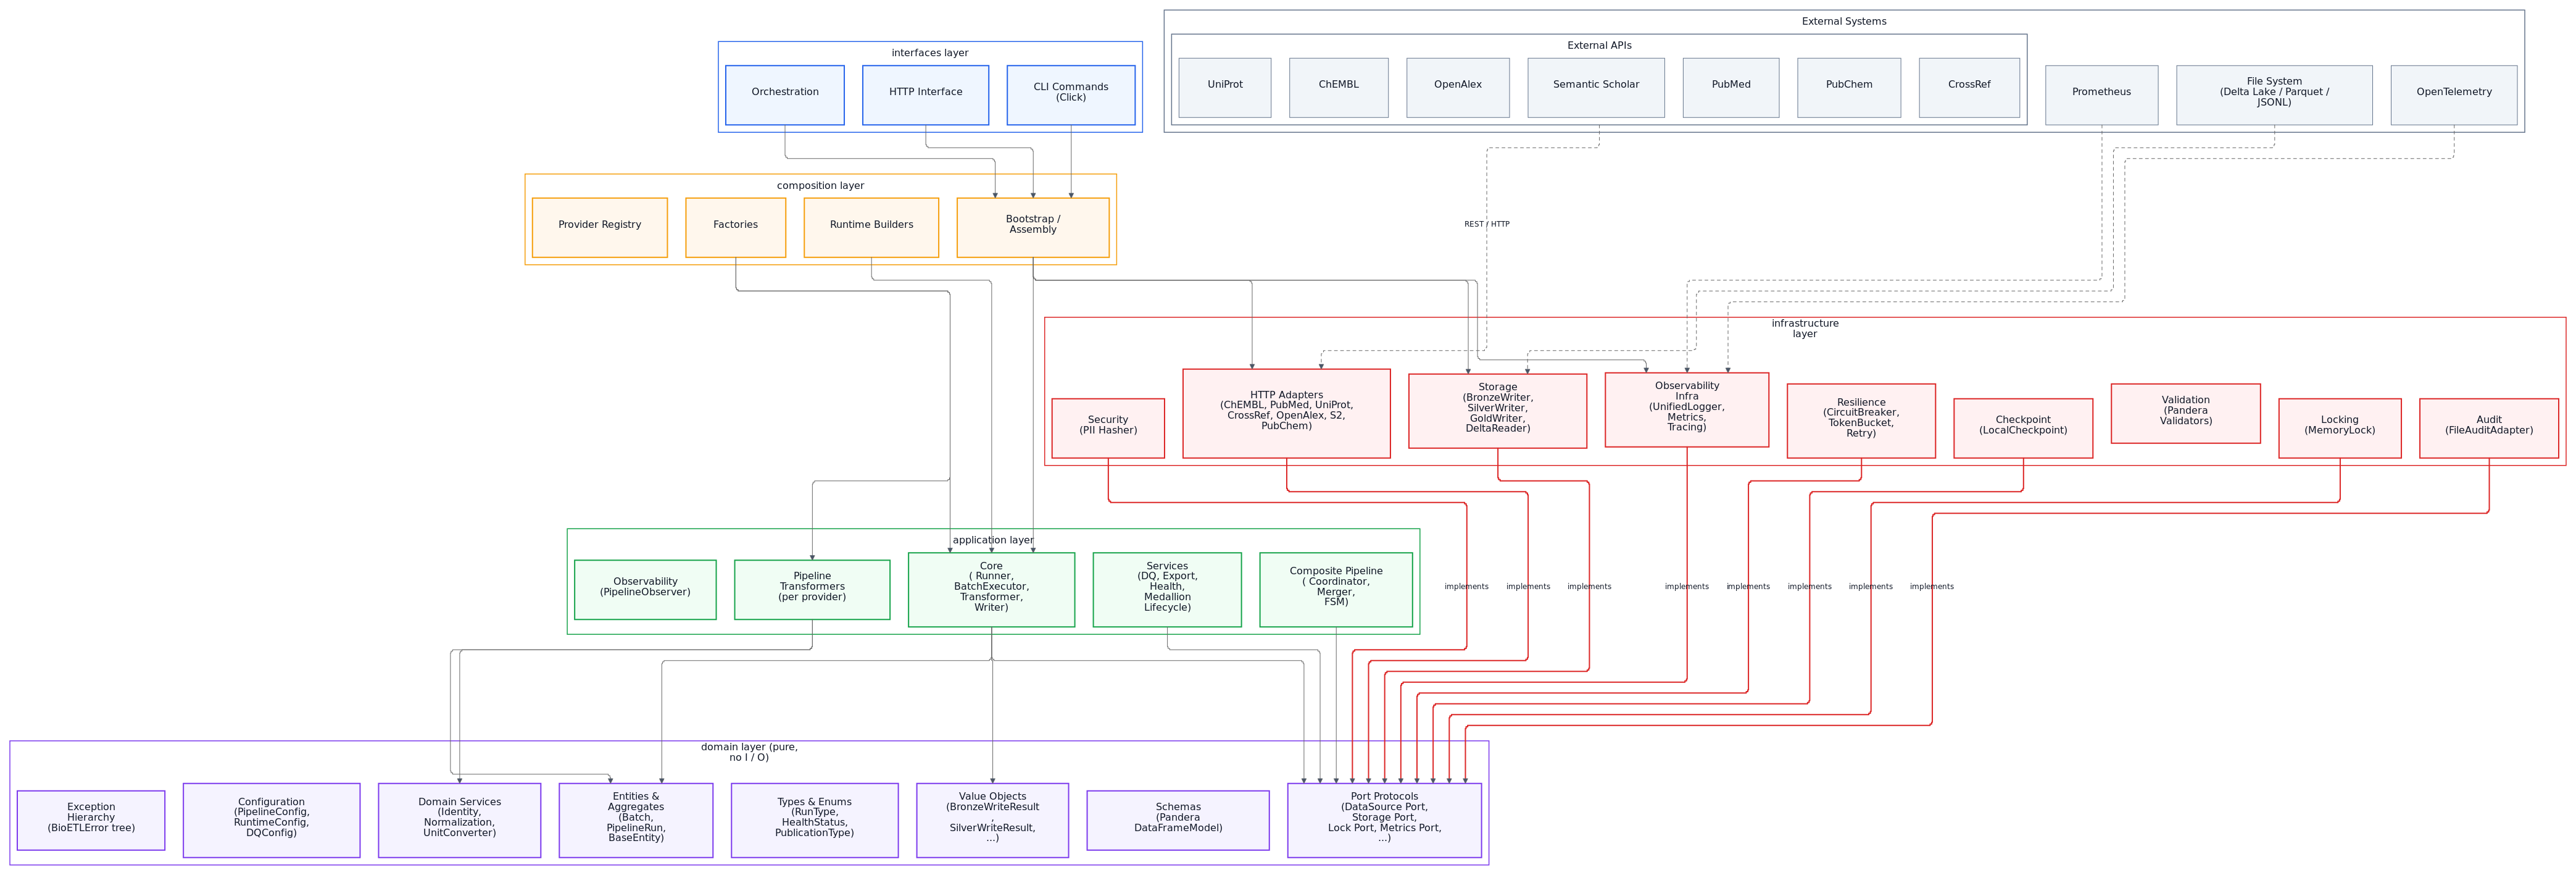 External Systems
External APIs
UniProt
ChEMBL
OpenAlex
Semantic Scholar
PubMed
PubChem
CrossRef
Prometheus
File System
(Delta Lake / Parquet /
JSONL)
OpenTelemetry
interfaces layer
Orchestration
HTTP Interface
CLI Commands
(Click)
composition layer
Provider Registry
Factories
Runtime Builders
Bootstrap /
Assembly
REST / HTTP
infrastructure
layer
Security
(PII Hasher)
HTTP Adapters
(ChEMBL, PubMed, UniProt,
CrossRef, OpenAlex, S2,
PubChem)
Storage
(BronzeWriter,
SilverWriter,
GoldWriter,
DeltaReader)
Observability
Infra
(UnifiedLogger,
Metrics,
Tracing)
Resilience
(CircuitBreaker,
TokenBucket,
Retry)
Checkpoint
(LocalCheckpoint)
Validation
(Pandera
Validators)
Locking
(MemoryLock)
Audit
(FileAuditAdapter)
application layer
Observability
(PipelineObserver)
Pipeline
Transformers
(per provider)
Core
( Runner,
BatchExecutor,
Transformer,
Writer)
Services
(DQ, Export,
Health,
Medallion
Lifecycle)
Composite Pipeline
( Coordinator,
Merger,
FSM)
implements
implements
implements
implements
implements
implements
implements
implements
domain layer (pure,
no I / O)
Exception
Hierarchy
(BioETLError tree)
Configuration
(PipelineConfig,
RuntimeConfig,
DQConfig)
Domain Services
(Identity,
Normalization,
UnitConverter)
Entities &
Aggregates
(Batch,
PipelineRun,
BaseEntity)
Types & Enums
(RunType,
HealthStatus,
PublicationType)
Value Objects
(BronzeWriteResult
,
SilverWriteResult,
...)
Schemas
(Pandera
DataFrameModel)
Port Protocols
(DataSource Port,
Storage Port,
Lock Port, Metrics Port,
...)